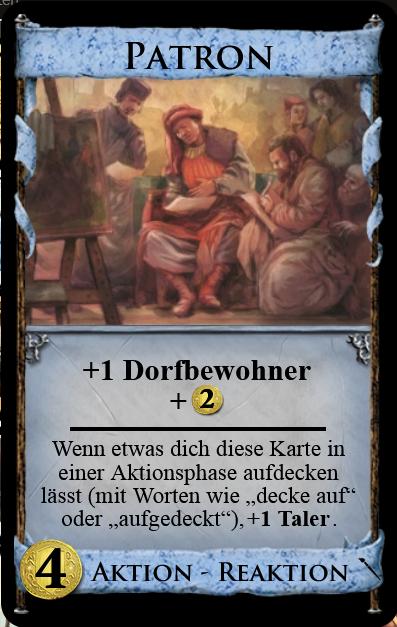 PATRON
+1 Dorfbewohner
+ 2
Wenn etwas dich diese Karte in
einer Aktionsphase aufdecken
lässt (mit Worten wie „decke auf“
oder „aufgedeckt“),+1 Taler.
4 AKTION - REAKTION